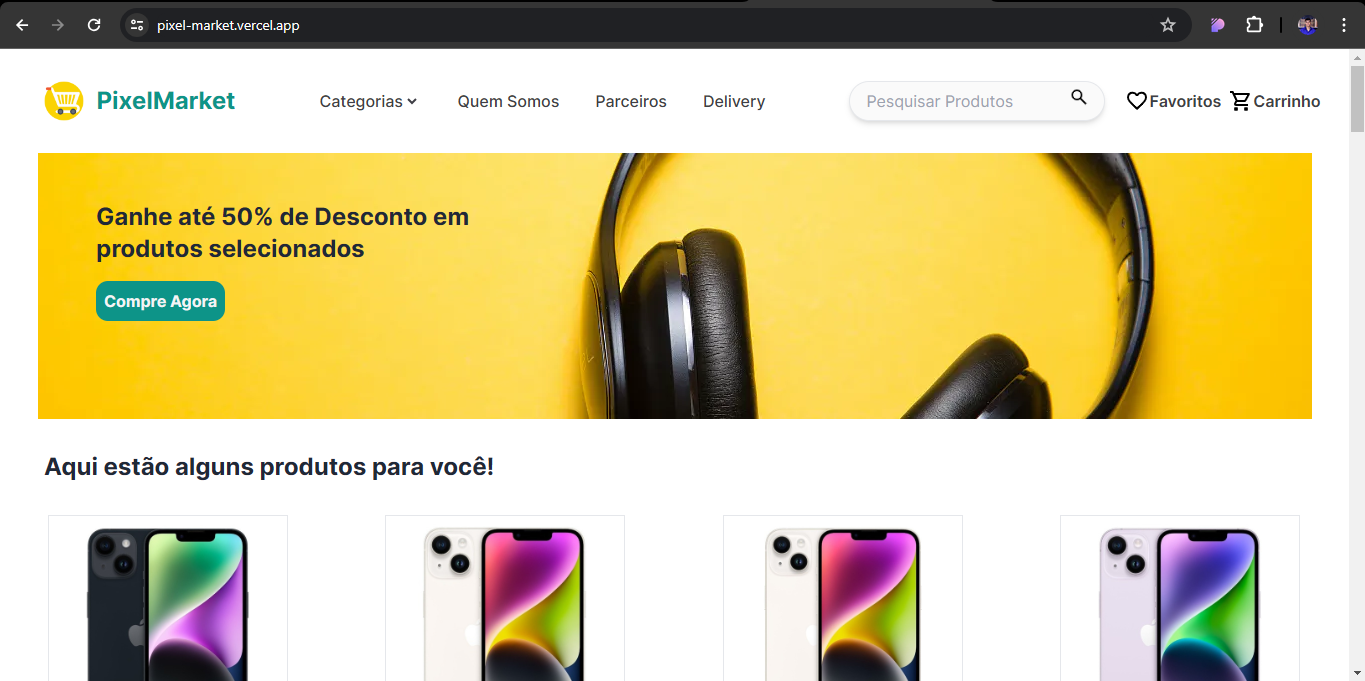 pixel-market.vercel.app
PixelMarket
Categorias
Quem Somos
Parceiros
Delivery
Pesquisar Produtos
Favoritos
Carrinho
Ganhe até 50% de Desconto em
produtos selecionados
Compre Agora
Aqui estão alguns produtos para você!